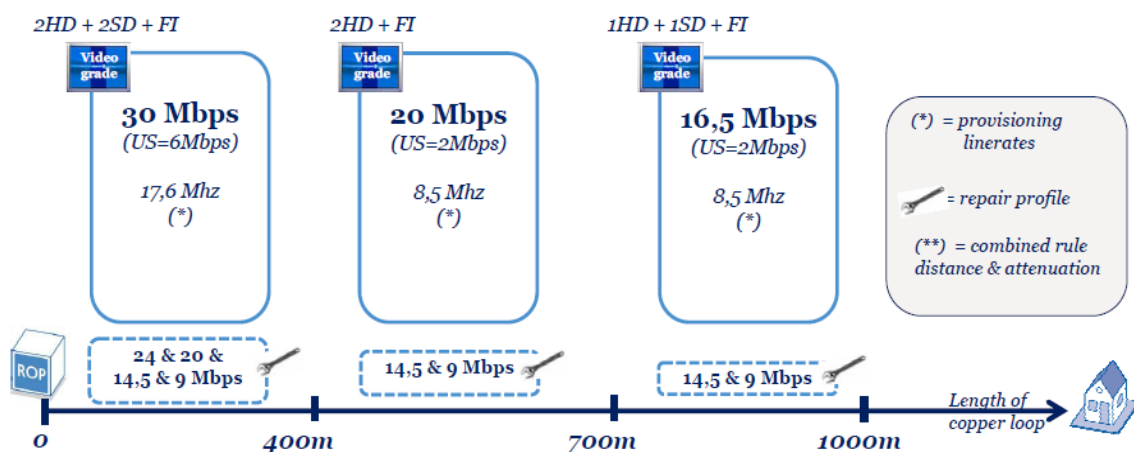 2HD + 2SD + FI
Video
grade
30 Mbps
(US=6Mbps)
17,6 Mhz
(*)
24 & 20 &
14,5 & 9 Mbps
2HD + FI
Video
grade
20 Mbps
(US=2Mbps)
8,5 Mhz
(*)
14,5 & 9 Mbps
1HD + 1SD + FI
Video
grade
16,5 Mbps
(US=2Mbps)
8,5 Mhz
(*)
14,5 & 9 Mbps
(*) = provisioning
linerates
= repair profile
(**) = combined rule
distance & attenuation
ROP
0
400m
700m
1000m
Length of
copper loop